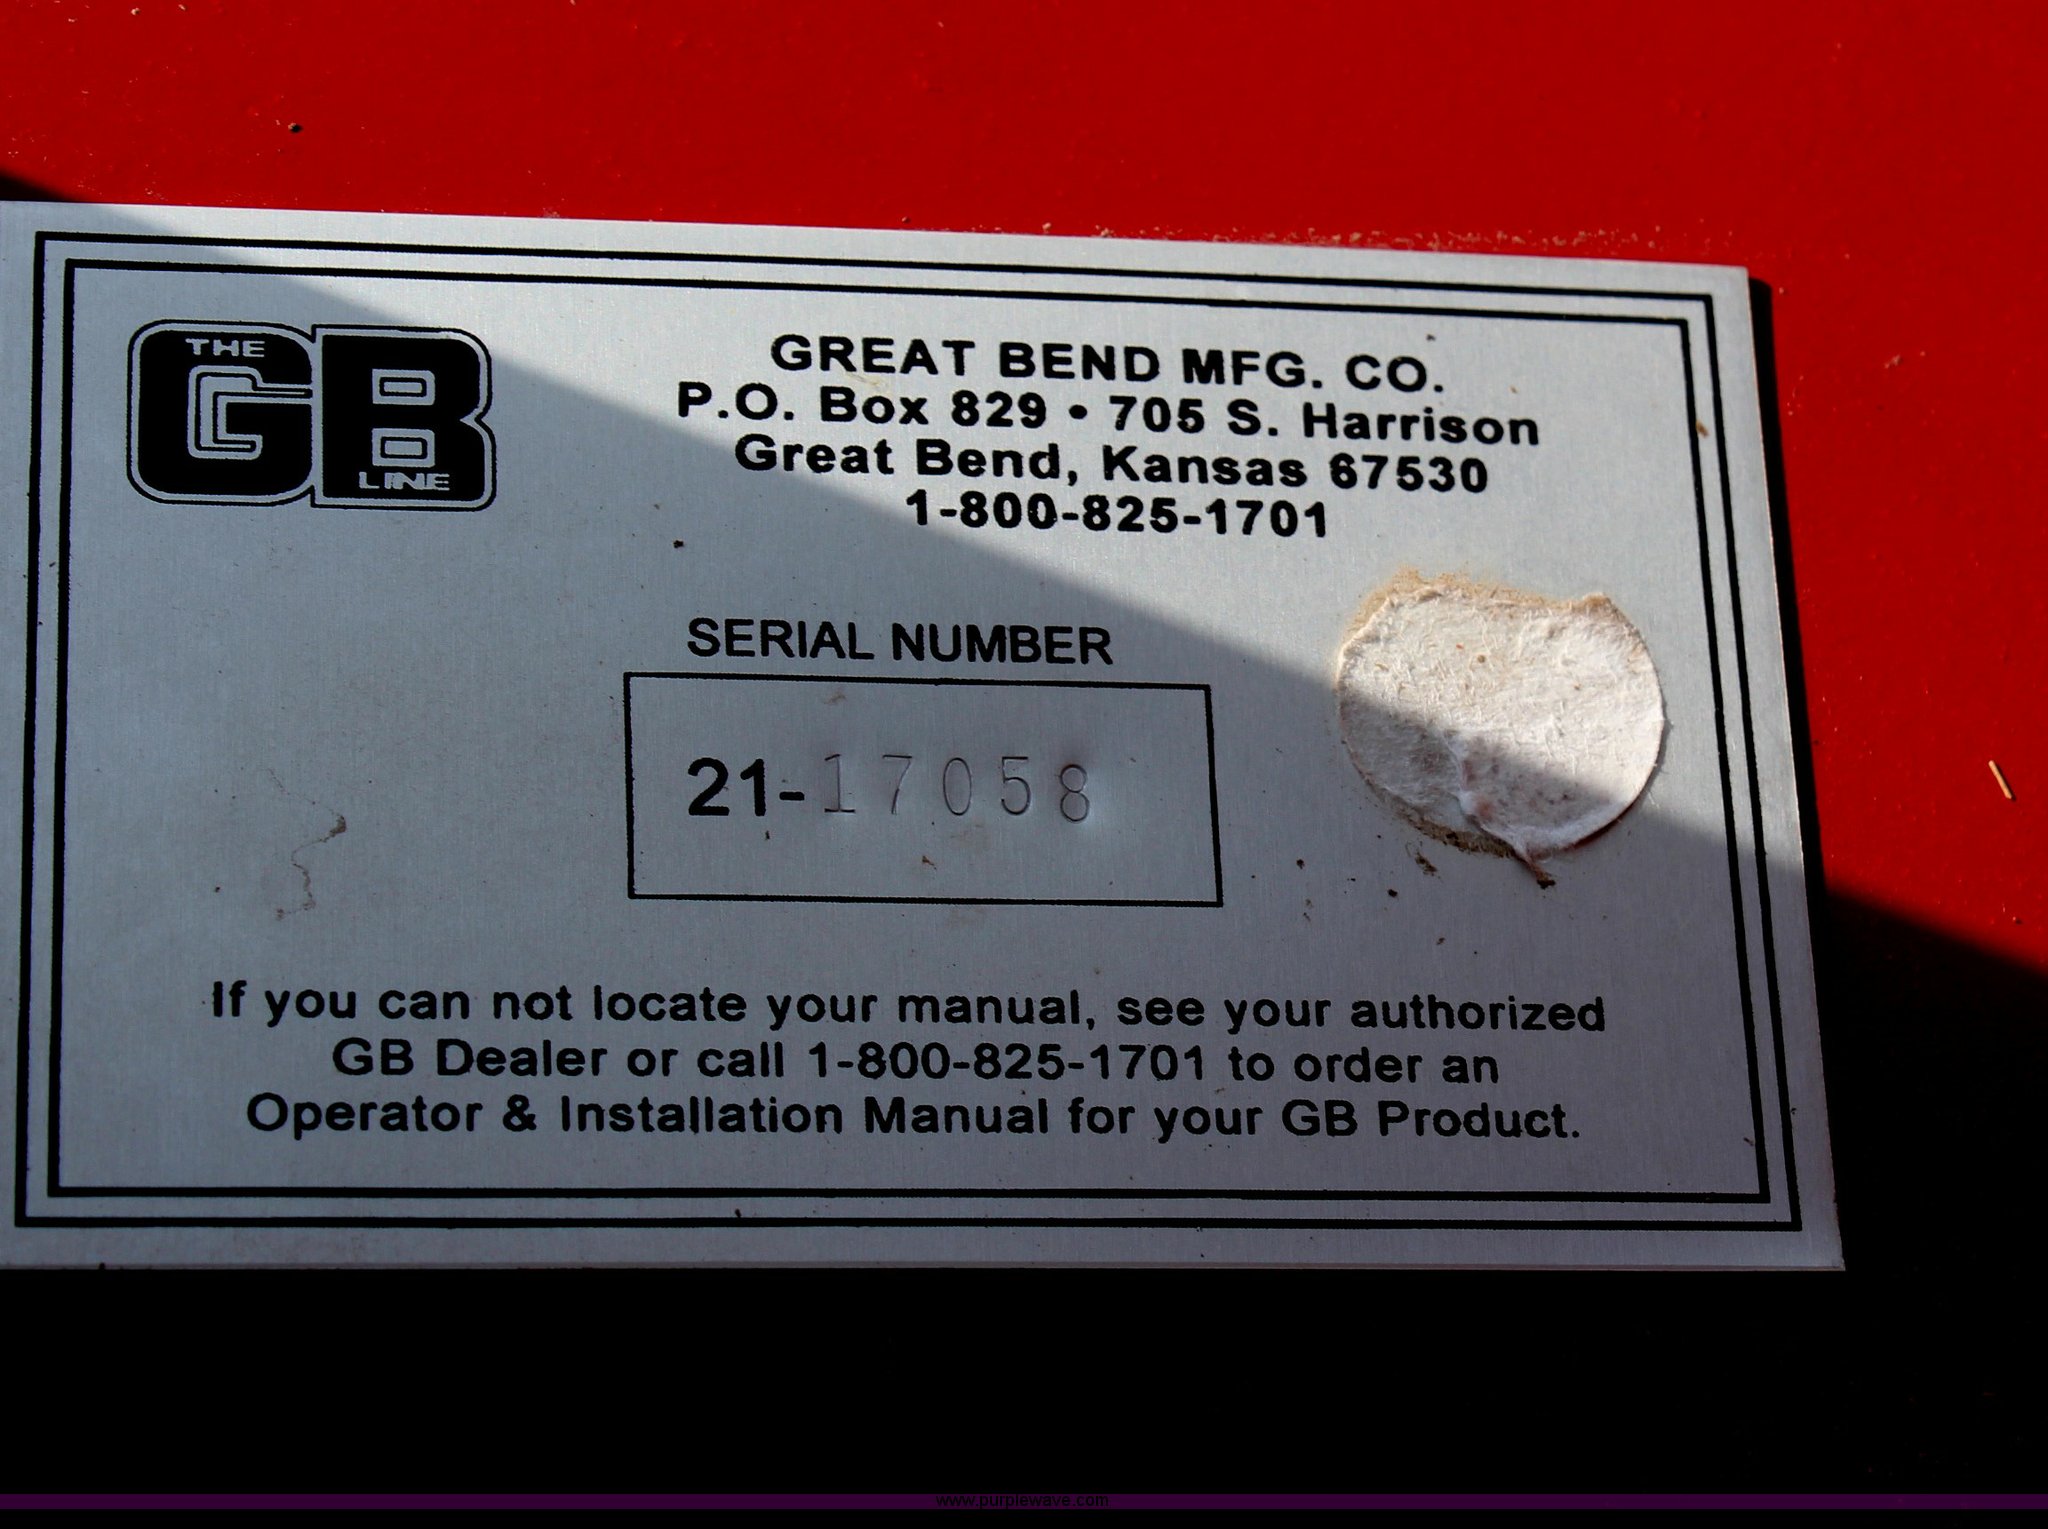 THE
GB
LINE
GREAT BEND MFG. CO.
P.O. Box 829 • 705 S. Harrison
Great Bend, Kansas 67530
1-800-825-1701
SERIAL NUMBER
21-17058
If you can not locate your manual, see your authorized
GB Dealer or call 1-800-825-1701 to order an
Operator & Installation Manual for your GB Product.
www.purplewave.com